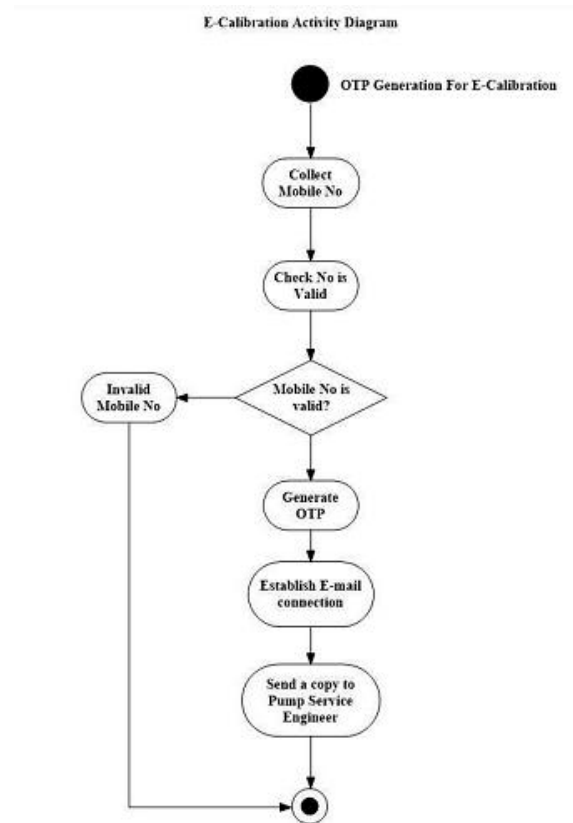 E-Calibration Activity Diagram
OTP Generation For E-Calibration
Collect
Mobile No
Check No is
Valid
Mobile No is
valid?
Invalid
Mobile No
Generate
OTP
Establish E-mail
connection
Send a copy to
Pump Service
Engineer